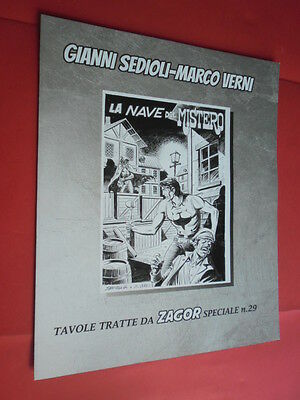 GIANNI SEDIOLI-MARCO VERNI
LA NAVE DEL MISTERO
TAVOLE TRATTE DA ZAGOR SPECIALE n.29